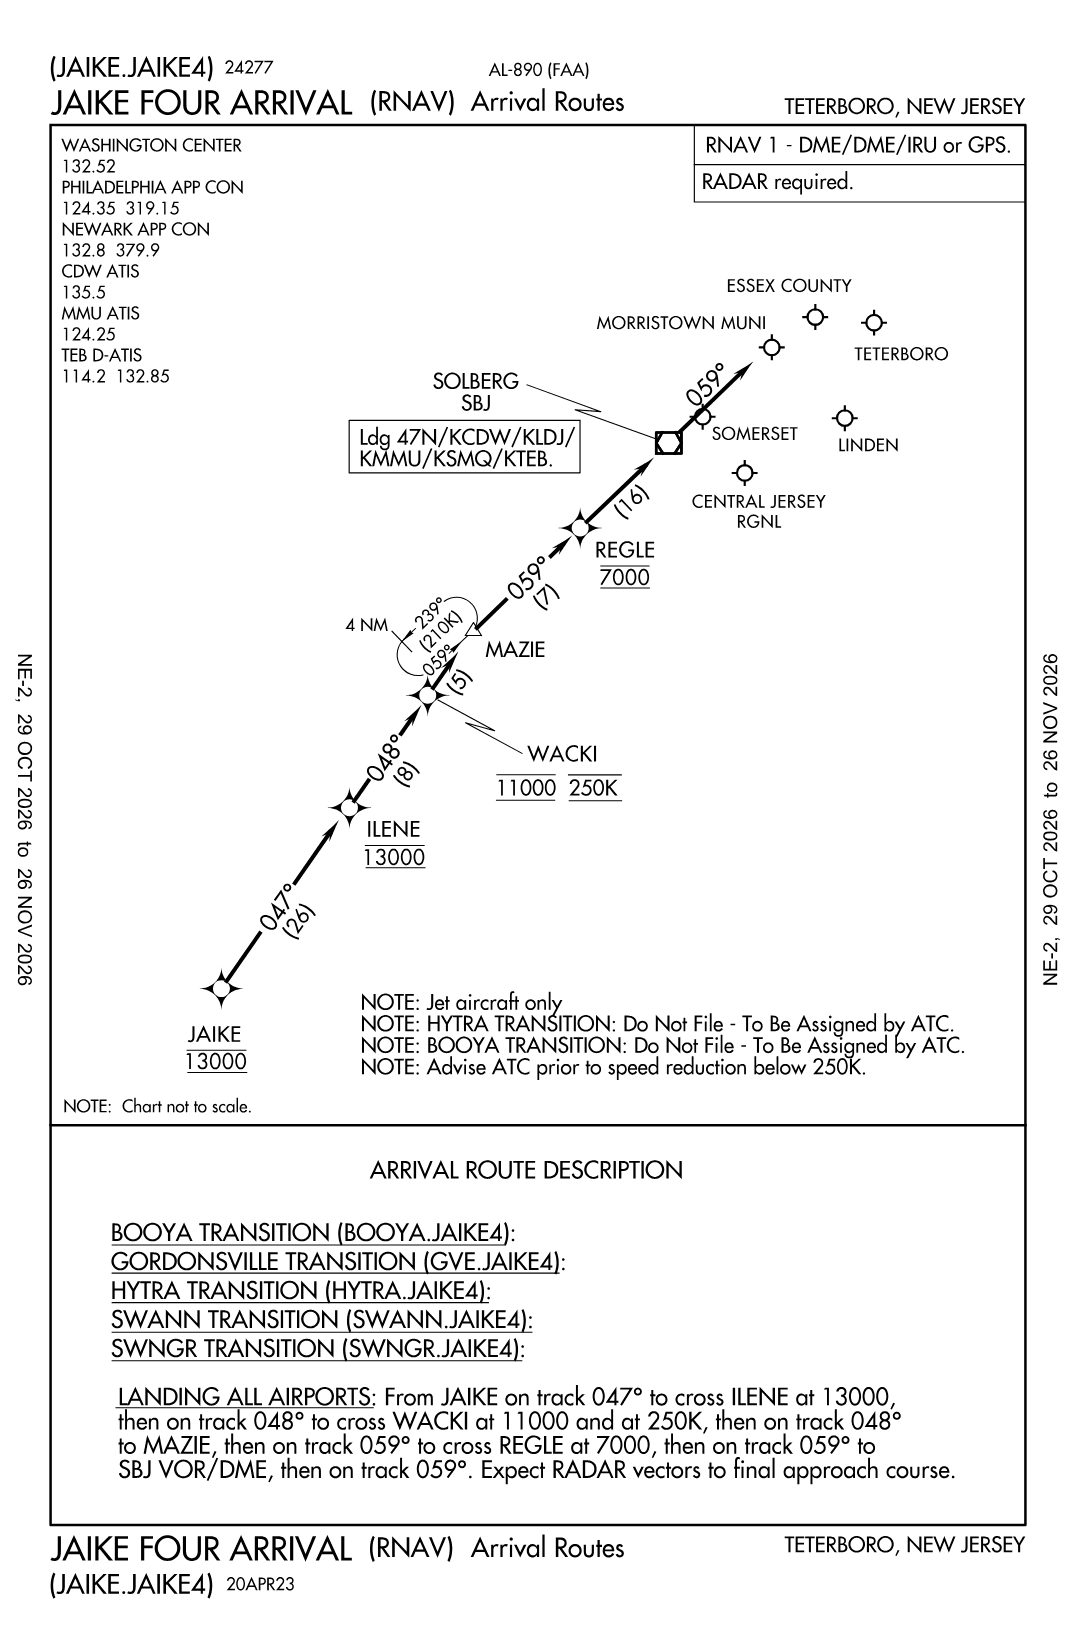 (JAIKE.JAIKE4) 24277
AL-890 (FAA)
JAIKE FOUR ARRIVAL (RNAV) Arrival Routes
TETERBORO, NEW JERSEY
WASHINGTON CENTER
132.52
PHILADELPHIA APP CON
124.35 319.15
NEWARK APP CON
132.8 379.9
CDW ATIS
135.5
MMU ATIS
124.25
TEB D-ATIS
114.2 132.85
RNAV 1 - DME/DME/IRU or GPS.
RADAR required.
ESSEX COUNTY
MORRISTOWN MUNI
TETERBORO
059°
SOLBERG
SBJ
Ldg 47N/KCDW/KLDJ/
KMMU/KSMQ/KTEB.
SOMERSET
LINDEN
CENTRAL JERSEY
RGNL
(16)
REGLE
7000
059°
(7)
4 NM
239°
(210K)
059°
MAZIE
(5)
WACKI
11000 250K
048°
(8)
ILENE
13000
047°
(26)
JAIKE
13000
NOTE: Jet aircraft only
NOTE: HYTRA TRANSITION: Do Not File - To Be Assigned by ATC.
NOTE: BOOYA TRANSITION: Do Not File - To Be Assigned by ATC.
NOTE: Advise ATC prior to speed reduction below 250K.
NOTE: Chart not to scale.
NE-2, 29 OCT 2026 to 26 NOV 2026
NE-2, 29 OCT 2026 to 26 NOV 2026
ARRIVAL ROUTE DESCRIPTION
BOOYA TRANSITION (BOOYA.JAIKE4):
GORDONSVILLE TRANSITION (GVE.JAIKE4):
HYTRA TRANSITION (HYTRA.JAIKE4):
SWANN TRANSITION (SWANN.JAIKE4):
SWNGR TRANSITION (SWNGR.JAIKE4):
LANDING ALL AIRPORTS: From JAIKE on track 047° to cross ILENE at 13000,
then on track 048° to cross WACKI at 11000 and at 250K, then on track 048°
to MAZIE, then on track 059° to cross REGLE at 7000, then on track 059° to
SBJ VOR/DME, then on track 059°. Expect RADAR vectors to final approach course.
JAIKE FOUR ARRIVAL (RNAV) Arrival Routes
TETERBORO, NEW JERSEY
(JAIKE.JAIKE4) 20APR23